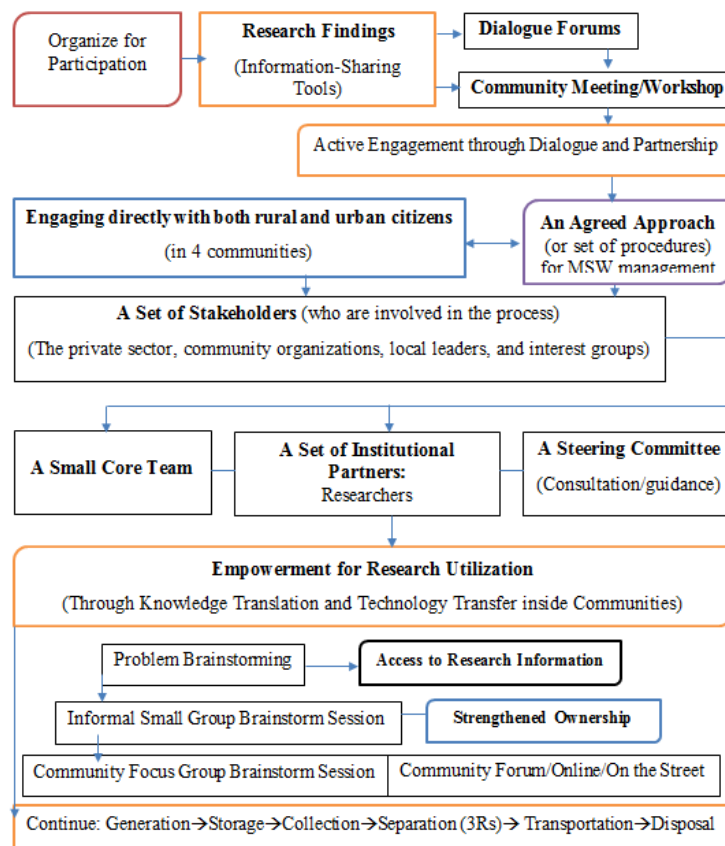 Organize for
Participation
Research Findings
(Information-Sharing
Tools)
Dialogue Forums
Community Meeting/Workshop
Active Engagement through Dialogue and Partnership
Engaging directly with both rural and urban citizens
(in 4 communities)
An Agreed Approach
(or set of procedures)
for MSW management
A Set of Stakeholders (who are involved in the process)
(The private sector, community organizations, local leaders, and interest groups)
A Small Core Team
A Set of Institutional
Partners:
Researchers
A Steering Committee
(Consultation/guidance)
Empowerment for Research Utilization
(Through Knowledge Translation and Technology Transfer inside Communities)
Problem Brainstorming
Access to Research Information
Informal Small Group Brainstorm Session
Strengthened Ownership
Community Focus Group Brainstorm Session
Community Forum/Online/On the Street
Continue: Generation→Storage→Collection→Separation (3Rs)→ Transportation→Disposal